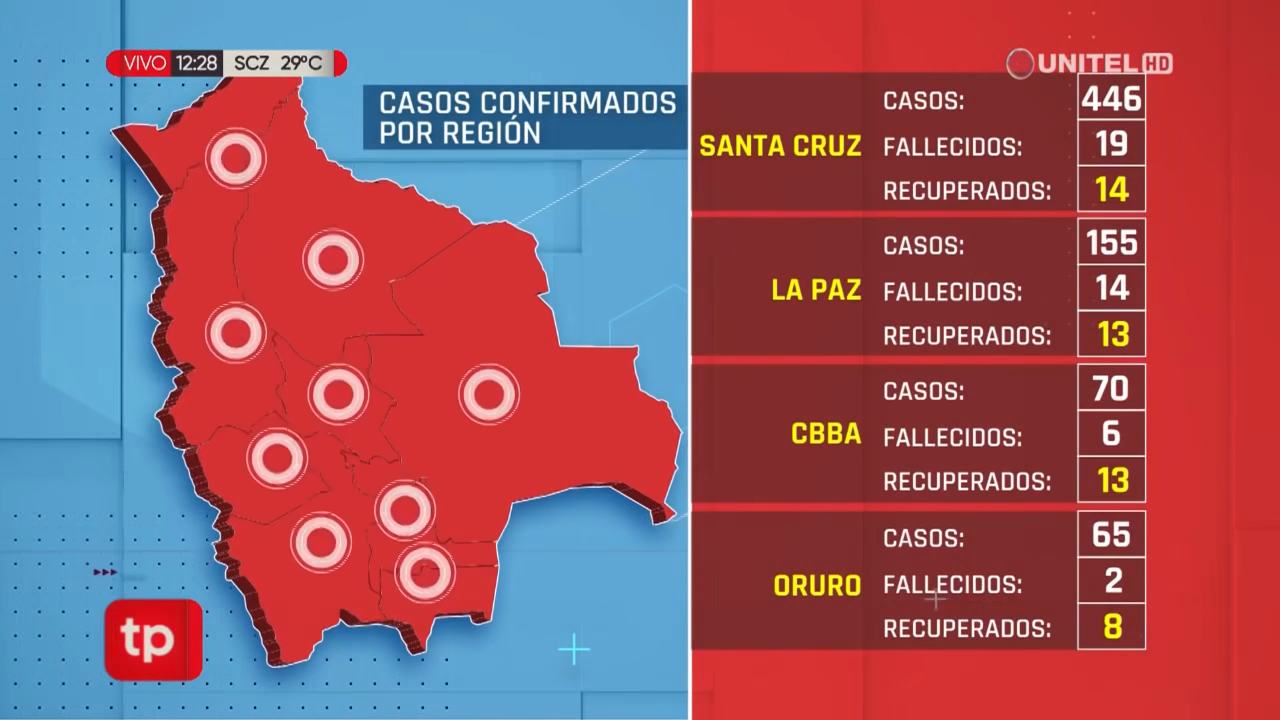 VIVO 12:28 SCZ 29°C
UNITEL HD
CASOS CONFIRMADOS
POR REGIÓN
SANTA CRUZ
CASOS: 446
FALLECIDOS: 19
RECUPERADOS: 14
LA PAZ
CASOS: 155
FALLECIDOS: 14
RECUPERADOS: 13
CBBA
CASOS: 70
FALLECIDOS: 6
RECUPERADOS: 13
ORURO
CASOS: 65
FALLECIDOS: 2
RECUPERADOS: 8
tp